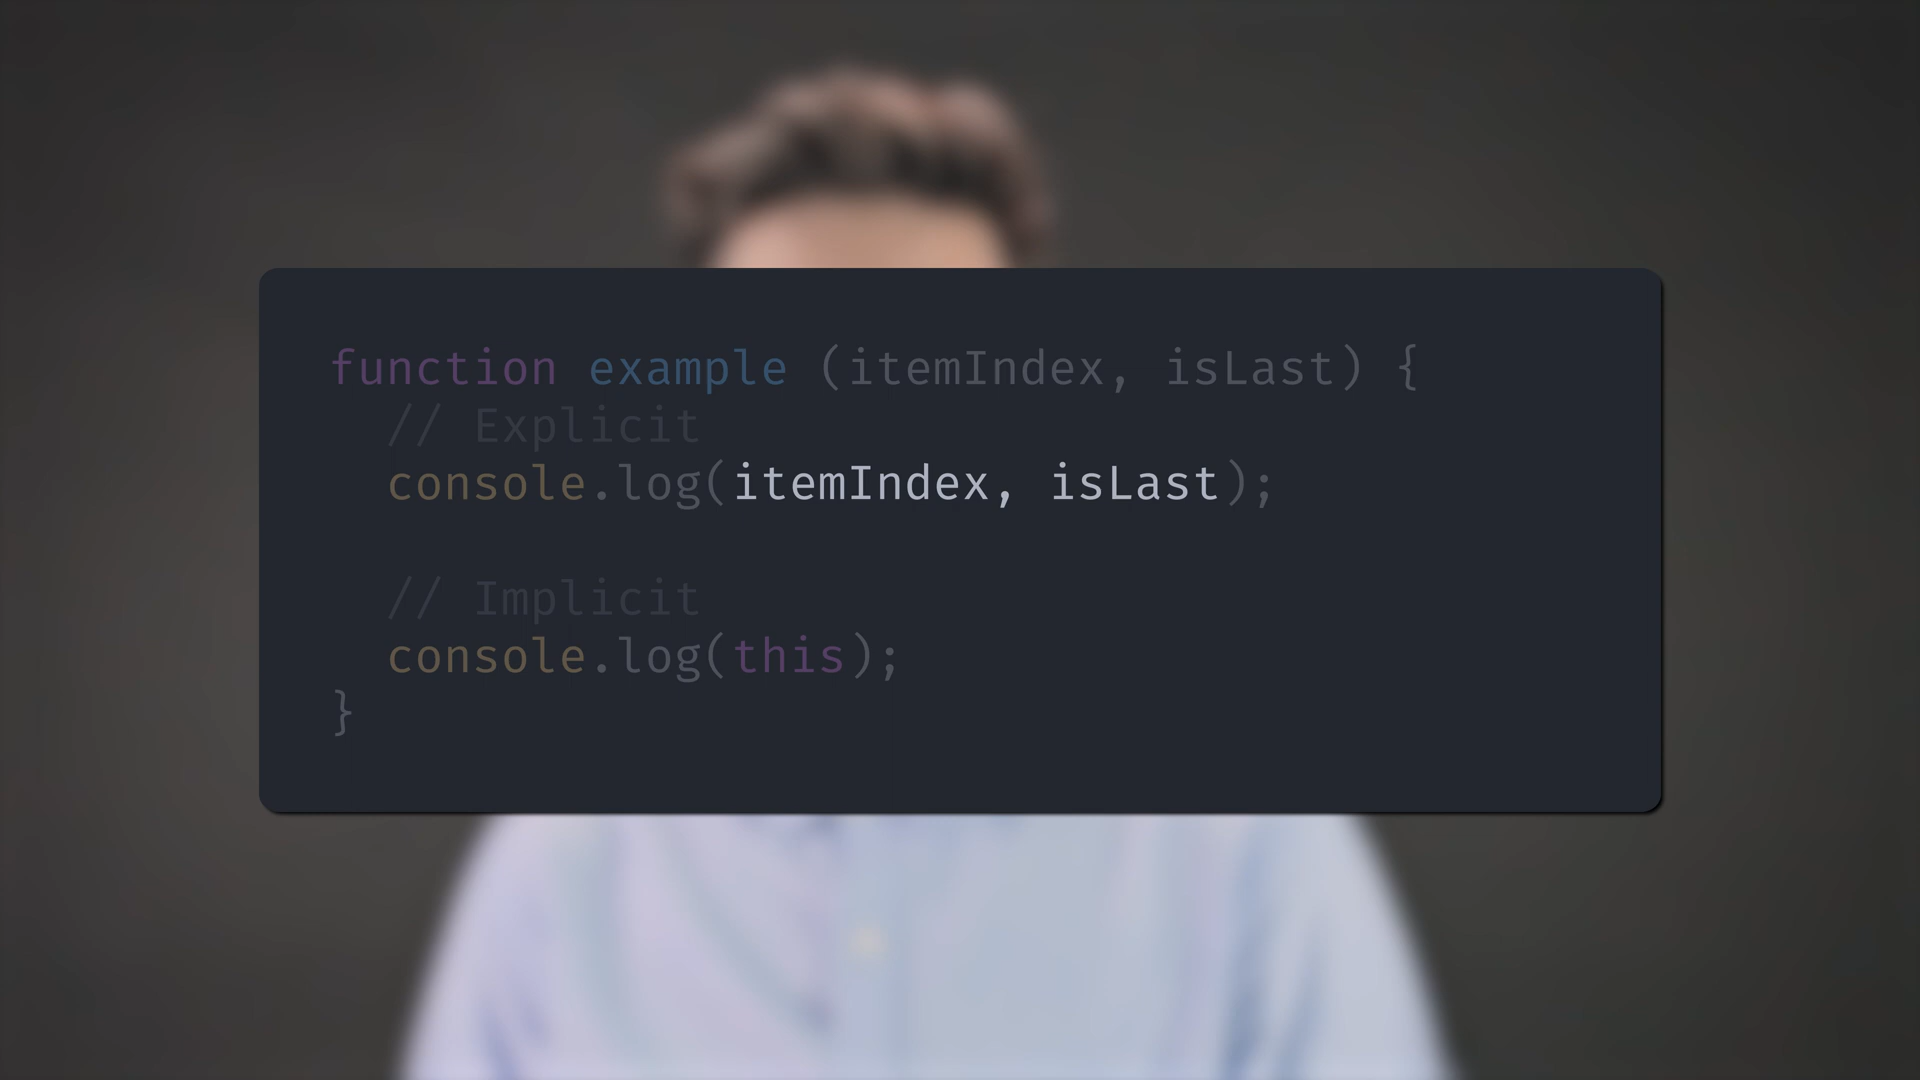 function example (itemIndex, isLast) {
// Explicit
console.log(itemIndex, isLast);
// Implicit
console.log(this);
}